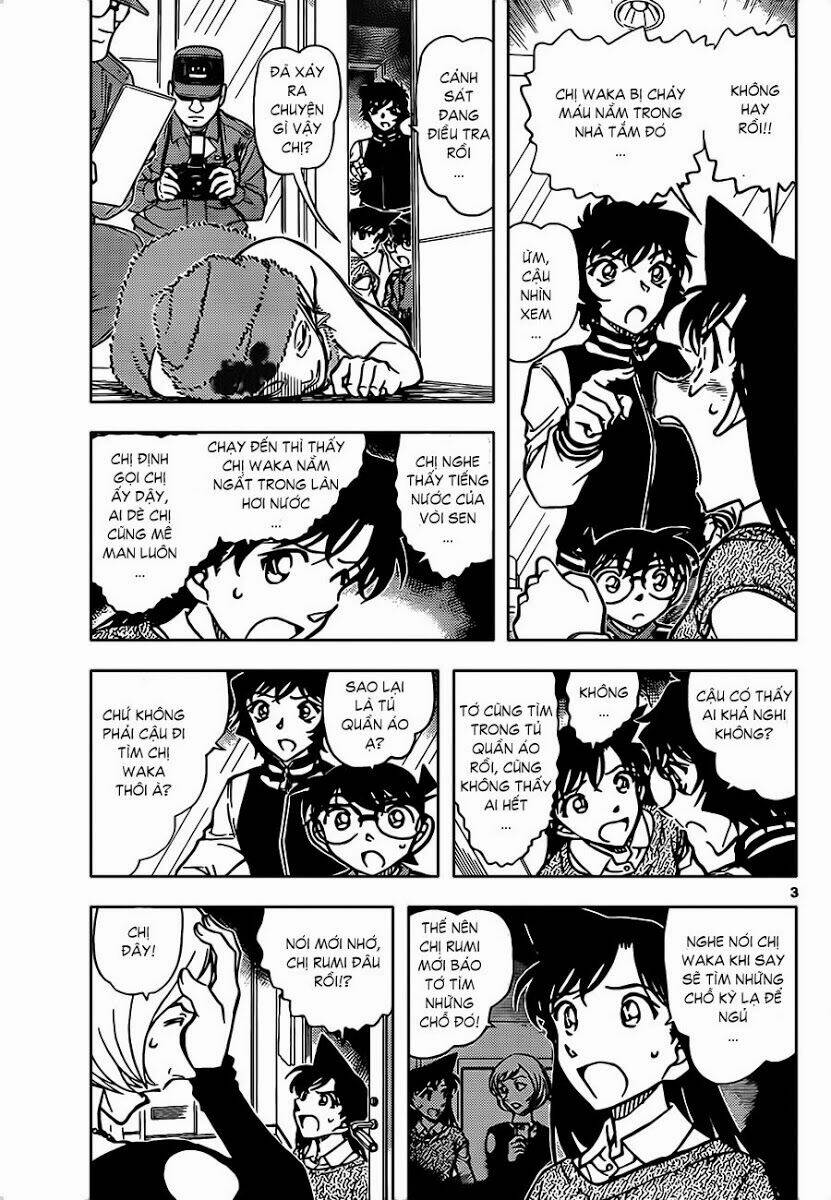 KHÔNG
HAY
RỒI!!
CHỊ WAKA BỊ CHẢY
MÁU NẰM TRONG
NHÀ TẮM ĐÓ
...
ỪM,
CẬU
NHÌN
XEM
...
CẢNH
SÁT
ĐANG
ĐIỀU TRA
RỒI
...
ĐÃ XẢY
RA
CHUYỆN
GÌ VẬY
CHỊ?
CHỊ NGHE
THẤY TIẾNG
NƯỚC CỦA
VÒI SEN
...
CHẠY ĐẾN THÌ THẤY
CHỊ WAKA NẰM
NGẤT TRONG LÀN
HƠI NƯỚC
...
CHỊ ĐỊNH
GỌI CHỊ
ẤY DẬY,
AI DÈ CHỊ
CŨNG MÊ
MAN LUÔN
...
CẬU CÓ THẤY
AI KHẢ NGHI
KHÔNG?
KHÔNG
...
TỚ CŨNG TÌM
TRONG TỦ
QUẦN ÁO
RỒI, CŨNG
KHÔNG THẤY
AI HẾT
...
SAO LẠI
LÀ TỦ
QUẦN ÁO
Ạ?
CHỨ KHÔNG
PHẢI CẬU ĐI
TÌM CHỊ
WAKA
THÔI À?
3
NGHE NÓI CHỊ
WAKA KHI SAY
SẼ TÌM NHỮNG
CHỖ KỲ LẠ ĐỂ
NGỦ
...
THẾ NÊN
CHỊ RUMI
MỚI BẢO
TỚ TÌM
NHỮNG
CHỖ ĐÓ!
NÓI MỚI NHỚ,
CHỊ RUMI ĐÂU
RỒI!?
CHỊ
ĐÂY!